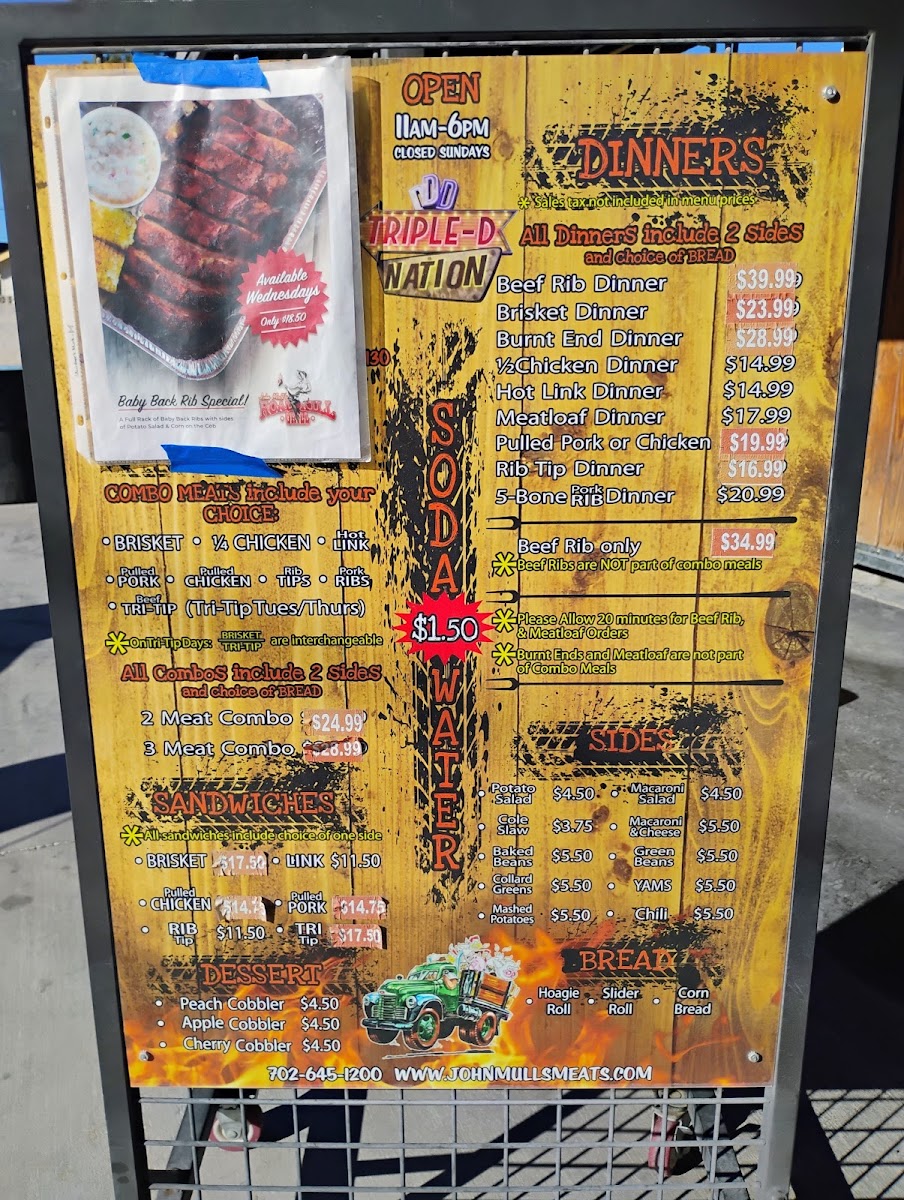 Available
Wednesdays
Only $18.50
Baby Back Rib Special!
A Full Rack of Baby Back Ribs with sides
of Potato Salad & Corn on the Cob
OPEN
11AM-6PM
CLOSED SUNDAYS
DD
TRIPLE-D
NATION
130
COMBO MEATS include your
CHOICE:
• BRISKET • ¼ CHICKEN • Hot LINK
• Pulled PORK • Pulled CHICKEN • Rib TIPS • Pork RIBS
• Beef TRI-TIP (Tri-Tip Tues/Thurs)
* On Tri-Tip Days: BRISKET TRI-TIP are interchangeable
All Combos include 2 sides
and choice of BREAD
2 Meat Combo $24.99
3 Meat Combo $28.99
SANDWICHES
* All sandwiches include choice of one side
• BRISKET $17.50 • LINK $11.50
• Pulled CHICKEN $14.75 • Pulled PORK $14.75
• RIB Tip $11.50 • TRI Tip $17.50
DESSERT
• Peach Cobbler $4.50
• Apple Cobbler $4.50
• Cherry Cobbler $4.50
SODA
$1.50
WATER
DINNERS
* Sales tax not included in menu prices
All Dinners include 2 sides
and choice of BREAD
Beef Rib Dinner $39.99
Brisket Dinner $23.99
Burnt End Dinner $28.99
½ Chicken Dinner $14.99
Hot Link Dinner $14.99
Meatloaf Dinner $17.99
Pulled Pork or Chicken $19.99
Rib Tip Dinner $16.99
5-Bone Pork RIB Dinner $20.99
Beef Rib only $34.99
* Beef Ribs are NOT part of combo meals
* Please Allow 20 minutes for Beef Rib,
& Meatloaf Orders
* Burnt Ends and Meatloaf are not part
of Combo Meals
SIDES
• Potato Salad $4.50 • Macaroni Salad $4.50
• Cole Slaw $3.75 • Macaroni & Cheese $5.50
• Baked Beans $5.50 • Green Beans $5.50
• Collard Greens $5.50 • YAMS $5.50
• Mashed Potatoes $5.50 • Chili $5.50
BREAD
• Hoagie Roll • Slider Roll • Corn Bread
702-645-1200 WWW.JOHNMULLSMEATS.COM